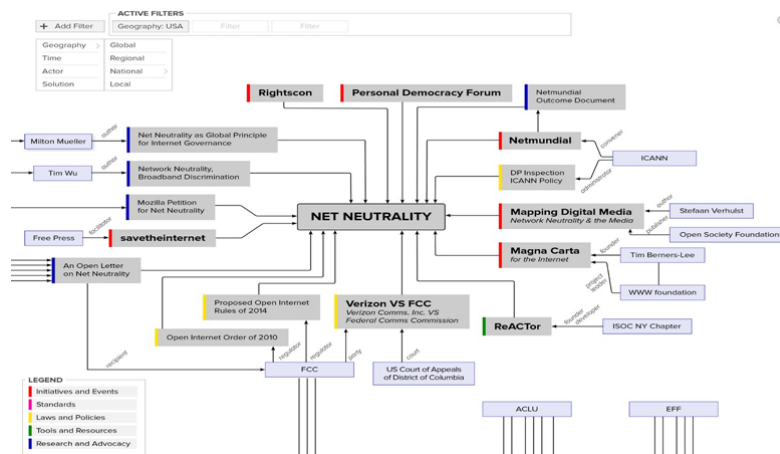 ACTIVE FILTERS
+ Add Filter
Geography: USA
Filter
Filter
Geography >
Time
Actor
Solution
Global
Regional
National >
Local
Rightscon
Personal Democracy Forum
Netmundial
Outcome Document
Milton Mueller
author
Net Neutrality as Global Principle
for Internet Governance
Netmundial
convener
ICANN
Tim Wu
author
Network Neutrality,
Broadband Discrimination
DP Inspection
ICANN Policy
administrator
Mozilla Petition
for Net Neutrality
NET NEUTRALITY
Mapping Digital Media
Network Neutrality & the Media
author
Stefaan Verhulst
publisher
Open Society Foundation
Free Press
facilitator
savetheinternet
Magna Carta
for the Internet
founder
Tim Berners-Lee
project
leader
WWW foundation
An Open Letter
on Net Neutrality
Proposed Open Internet
Rules of 2014
Verizon VS FCC
Verizon Comms. Inc. VS
Federal Comms Commission
ReACTor
founder
developer
ISOC NY Chapter
Open Internet Order of 2010
recipient
regulator
regulator
party
court
FCC
US Court of Appeals
of District of Columbia
LEGEND
Initiatives and Events
Standards
Laws and Policies
Tools and Resources
Research and Advocacy
ACLU
EFF